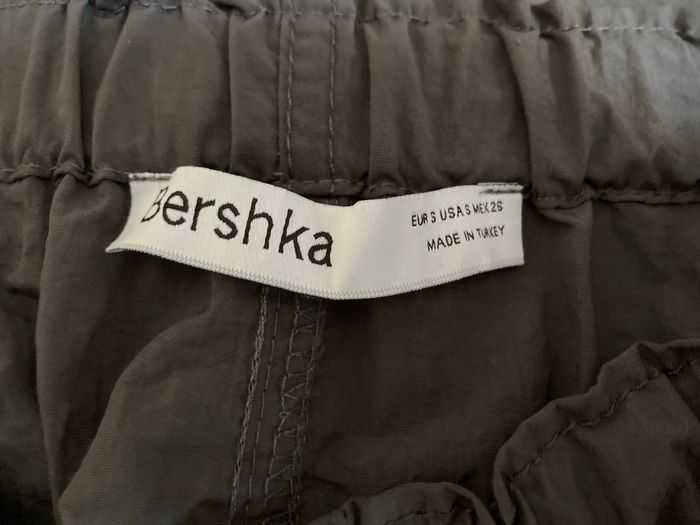 Bershka
EUR S USA S MEX 26
MADE IN TURKEY